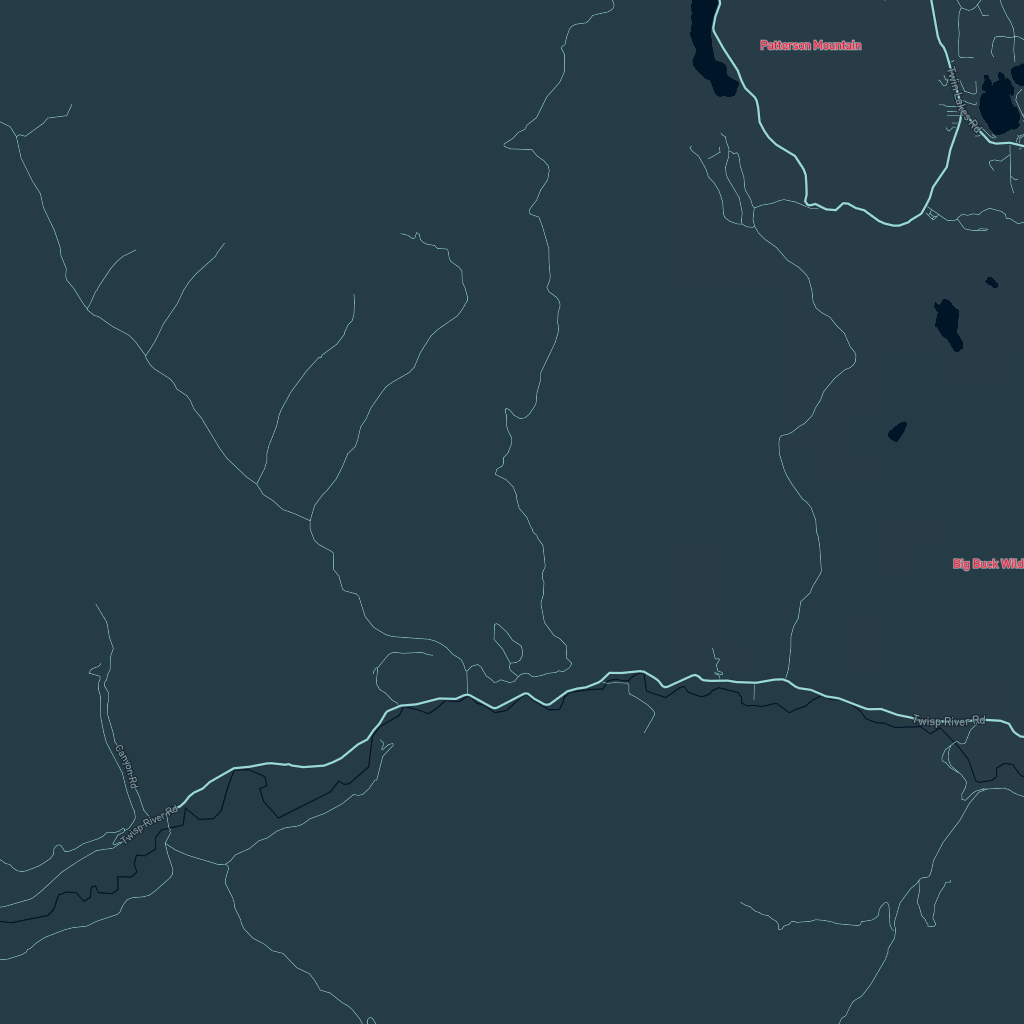 Patterson Mountain
Twin Lakes Rd
Big Buck Wild
Twisp River Rd
Canyon Rd
Twisp River Rd